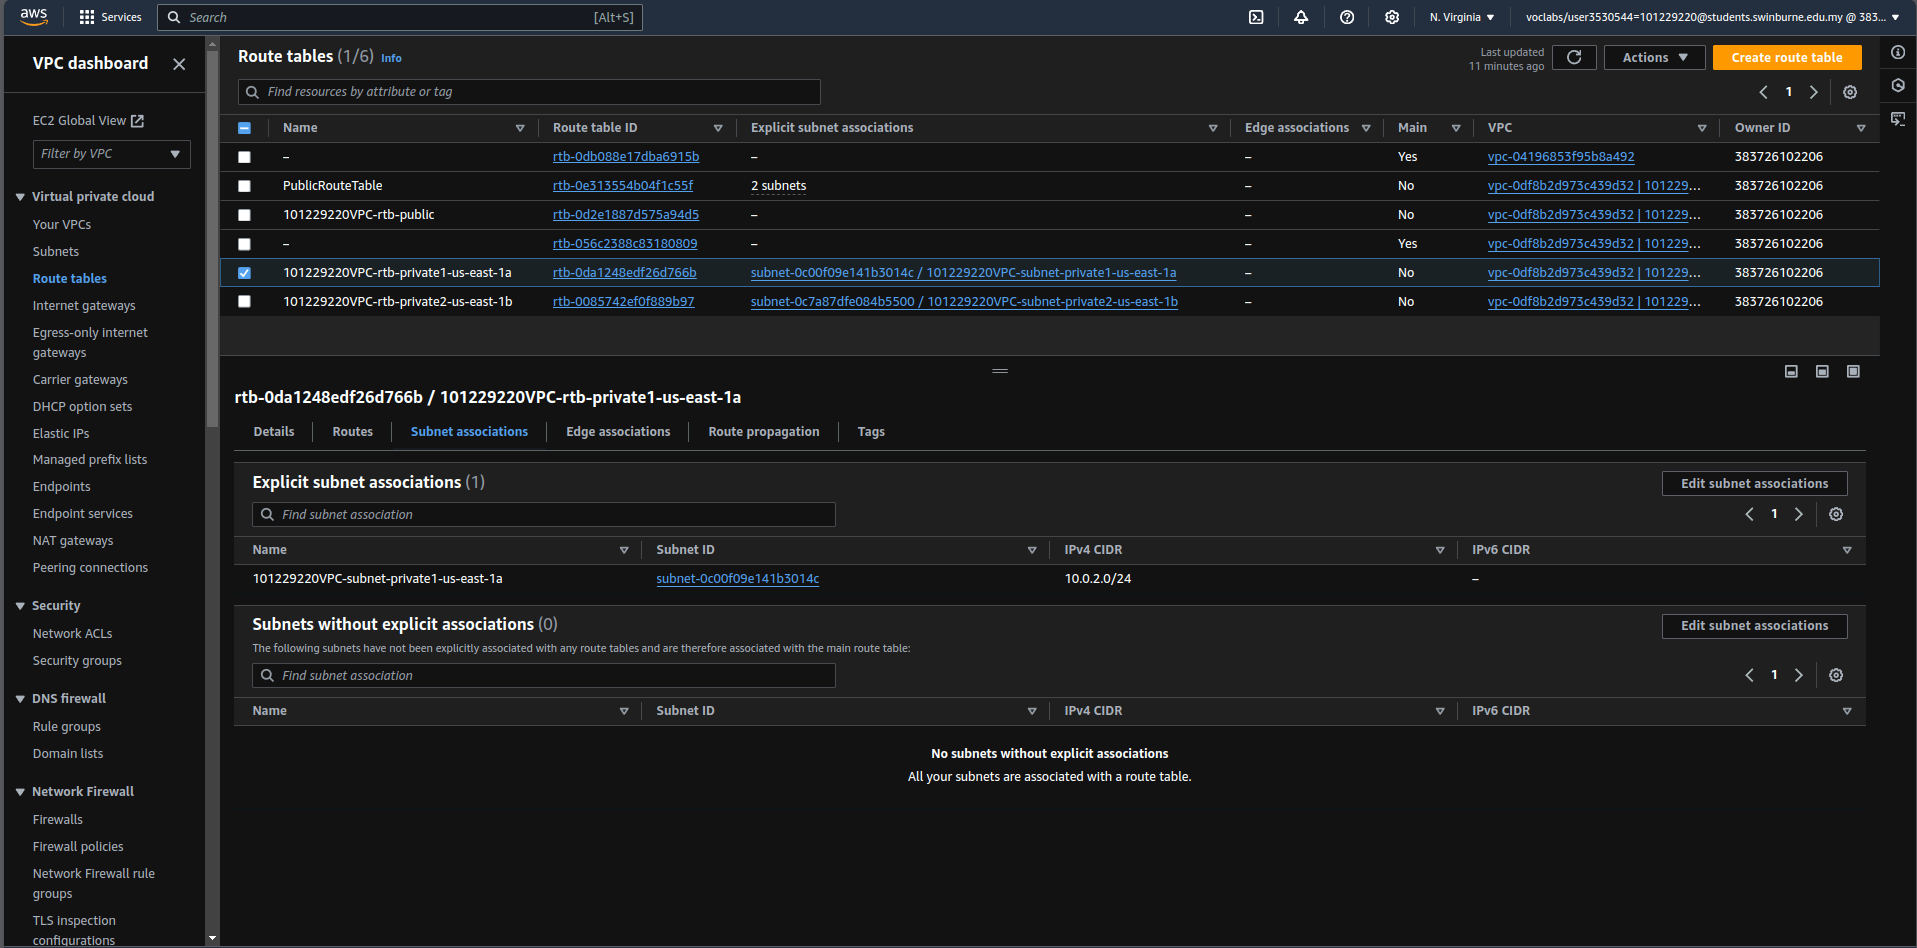 aws Services Search [Alt+S] N. Virginia voclabs/user3530544=101229220@students.swinburne.edu.my @ 383...
VPC dashboard
EC2 Global View
Filter by VPC
Virtual private cloud
Your VPCs
Subnets
Route tables
Internet gateways
Egress-only internet
gateways
Carrier gateways
DHCP option sets
Elastic IPs
Managed prefix lists
Endpoints
Endpoint services
NAT gateways
Peering connections
Security
Network ACLs
Security groups
DNS firewall
Rule groups
Domain lists
Network Firewall
Firewalls
Firewall policies
Network Firewall rule
groups
TLS inspection
configurations
Route tables (1/6) Info
Last updated
11 minutes ago
Actions
Create route table
Find resources by attribute or tag
1
Name Route table ID Explicit subnet associations Edge associations Main VPC Owner ID
– rtb-0db088e17dba6915b – – Yes vpc-04196853f95b8a492 383726102206
PublicRouteTable rtb-0e313554b04f1c55f 2 subnets – No vpc-0df8b2d973c439d32 | 101229... 383726102206
101229220VPC-rtb-public rtb-0d2e1887d575a94d5 – – No vpc-0df8b2d973c439d32 | 101229... 383726102206
– rtb-056c2388c83180809 – – Yes vpc-0df8b2d973c439d32 | 101229... 383726102206
101229220VPC-rtb-private1-us-east-1a rtb-0da1248edf26d766b subnet-0c00f09e141b3014c / 101229220VPC-subnet-private1-us-east-1a – No vpc-0df8b2d973c439d32 | 101229... 383726102206
101229220VPC-rtb-private2-us-east-1b rtb-0085742ef0f889b97 subnet-0c7a87dfe084b5500 / 101229220VPC-subnet-private2-us-east-1b – No vpc-0df8b2d973c439d32 | 101229... 383726102206
rtb-0da1248edf26d766b / 101229220VPC-rtb-private1-us-east-1a
Details Routes Subnet associations Edge associations Route propagation Tags
Explicit subnet associations (1)
Edit subnet associations
Find subnet association
1
Name Subnet ID IPv4 CIDR IPv6 CIDR
101229220VPC-subnet-private1-us-east-1a subnet-0c00f09e141b3014c 10.0.2.0/24 –
Subnets without explicit associations (0)
Edit subnet associations
The following subnets have not been explicitly associated with any route tables and are therefore associated with the main route table:
Find subnet association
1
Name Subnet ID IPv4 CIDR IPv6 CIDR
No subnets without explicit associations
All your subnets are associated with a route table.